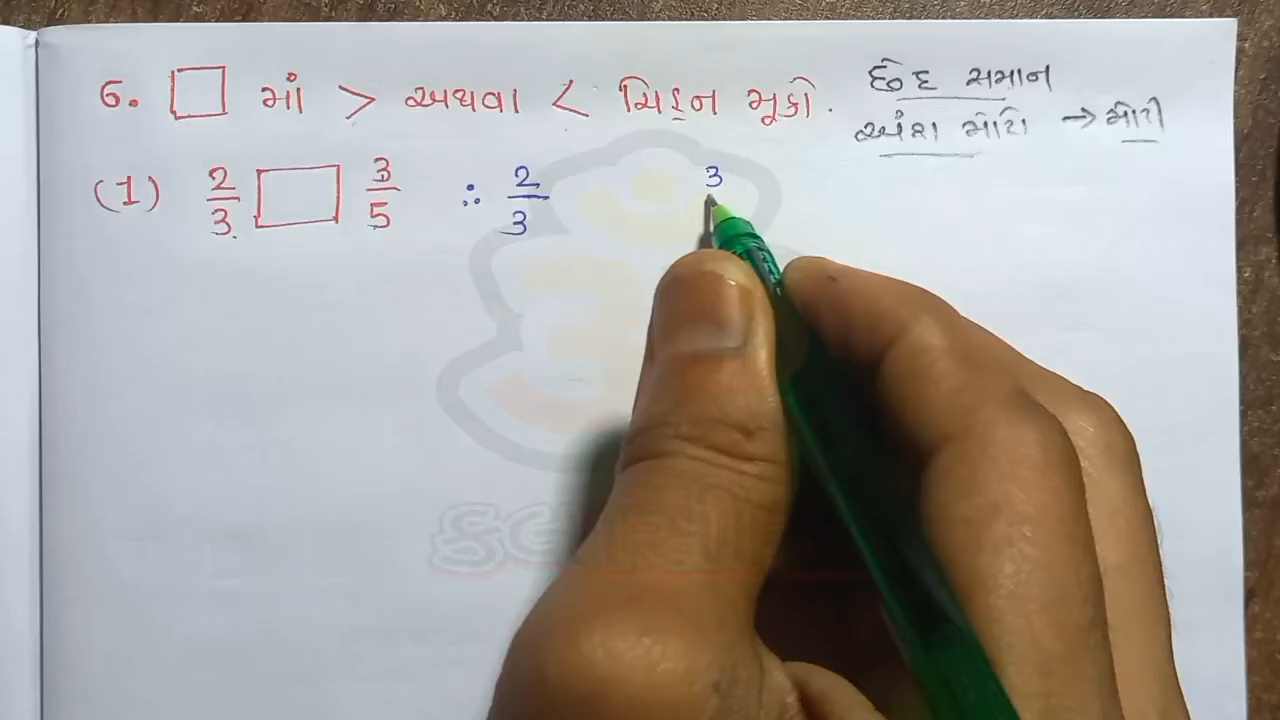 6. □ માં > અથવા < ચિહ્ન મૂકો.
છેદ સમાન
અંશ મોટો → મોટી
(1) 2/3 □ 3/5 ∴ 2/3 3